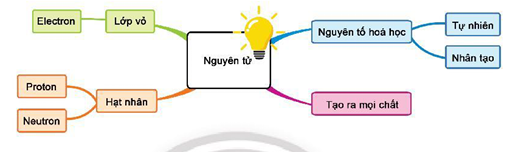 Electron
Lớp vỏ
Nguyên tử
Nguyên tố hoá học
Tự nhiên
Nhân tạo
Proton
Neutron
Hạt nhân
Tạo ra mọi chất